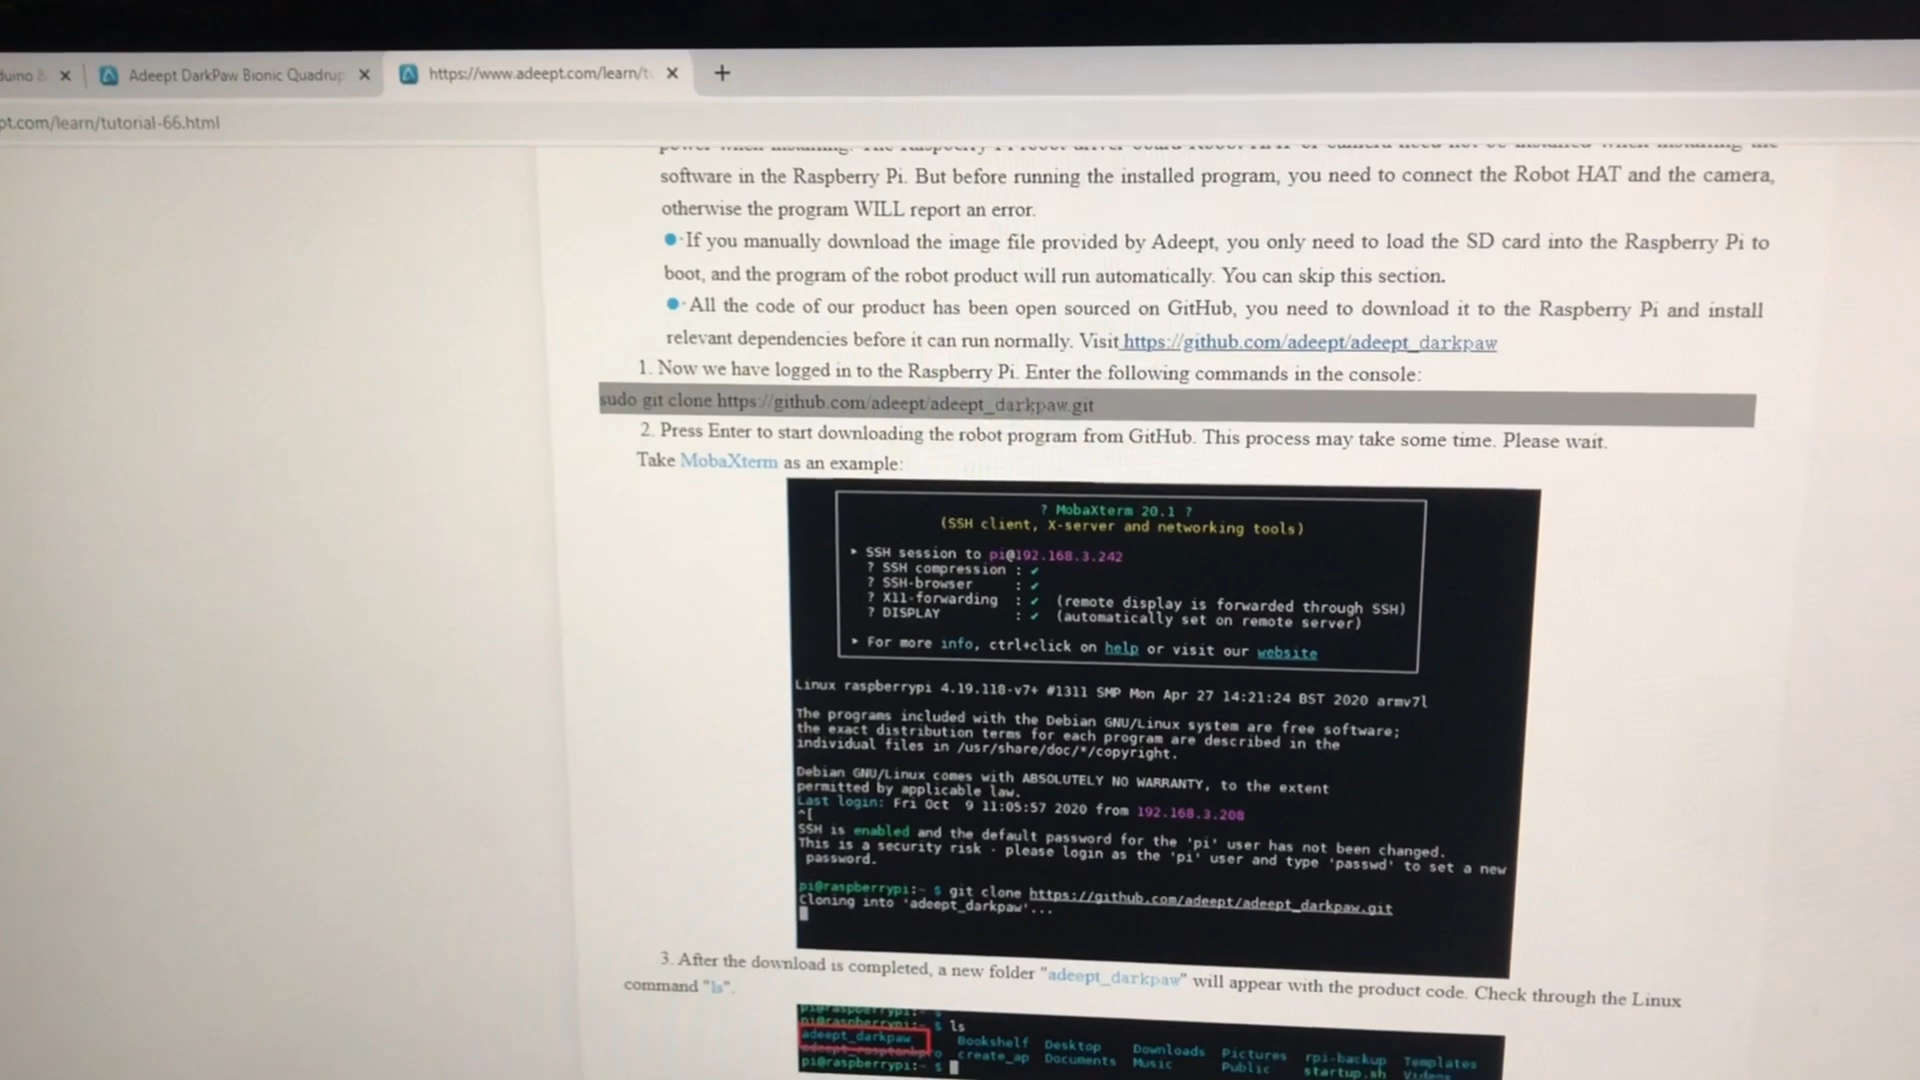 duino &
Adeept DarkPaw Bionic Quadrup
https://www.adeept.com/learn/t
pt.com/learn/tutorial-66.html
software in the Raspberry Pi. But before running the installed program, you need to connect the Robot HAT and the camera,
otherwise the program WILL report an error.
If you manually download the image file provided by Adeept, you only need to load the SD card into the Raspberry Pi to
boot, and the program of the robot product will run automatically. You can skip this section.
All the code of our product has been open sourced on GitHub, you need to download it to the Raspberry Pi and install
relevant dependencies before it can run normally. Visit https://github.com/adeept/adeept_darkpaw
1. Now we have logged in to the Raspberry Pi. Enter the following commands in the console:
sudo git clone https://github.com/adeept/adeept_darkpaw.git
2. Press Enter to start downloading the robot program from GitHub. This process may take some time. Please wait.
Take MobaXterm as an example:
? MobaXterm 20.1 ?
(SSH client, X-server and networking tools)
SSH session to pi@192.168.3.242
? SSH compression : ✓
? SSH-browser : ✓
? X11-forwarding : ✓ (remote display is forwarded through SSH)
? DISPLAY : ✓ (automatically set on remote server)
For more info, ctrl+click on help or visit our website
Linux raspberrypi 4.19.118-v7+ #1311 SMP Mon Apr 27 14:21:24 BST 2020 armv7l
The programs included with the Debian GNU/Linux system are free software;
the exact distribution terms for each program are described in the
individual files in /usr/share/doc/*/copyright.
Debian GNU/Linux comes with ABSOLUTELY NO WARRANTY, to the extent
permitted by applicable law.
Last login: Fri Oct 9 11:05:57 2020 from 192.168.3.208
^[
SSH is enabled and the default password for the 'pi' user has not been changed.
This is a security risk - please login as the 'pi' user and type 'passwd' to set a new
password.
pi@raspberrypi:~ $ git clone https://github.com/adeept/adeept_darkpaw.git
Cloning into 'adeept_darkpaw'...
3. After the download is completed, a new folder "adeept_darkpaw" will appear with the product code. Check through the Linux
command "ls".
pi@raspberrypi:~ $ ls
adeept_darkpaw Bookshelf Desktop Downloads Pictures rpi-backup Templates
create_ap Documents Music Public startup.sh Videos
pi@raspberrypi:~ $